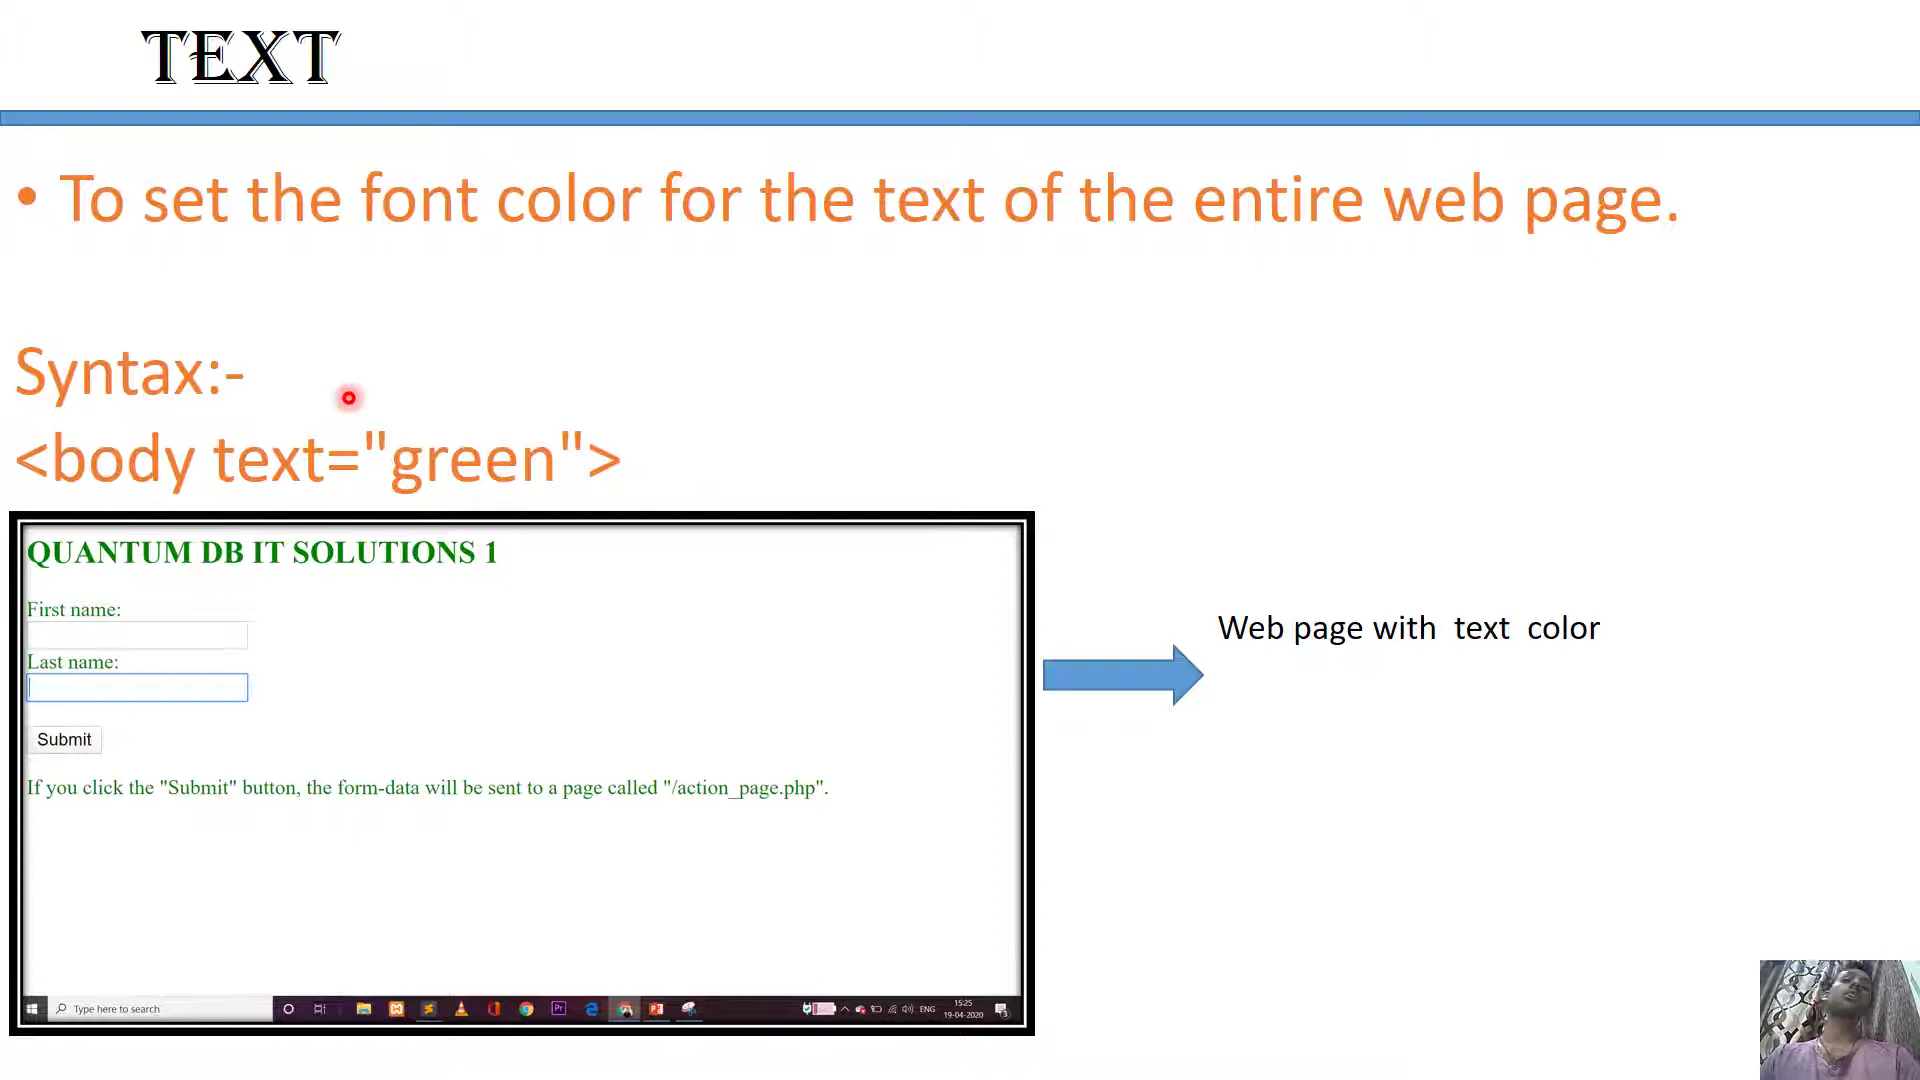 TEXT
• To set the font color for the text of the entire web page.
Syntax:-
<body text="green">
QUANTUM DB IT SOLUTIONS 1
First name:
Last name:
Submit
If you click the "Submit" button, the form-data will be sent to a page called "/action_page.php".
Web page with text color
Type here to search
ENG
15:25
19-04-2020